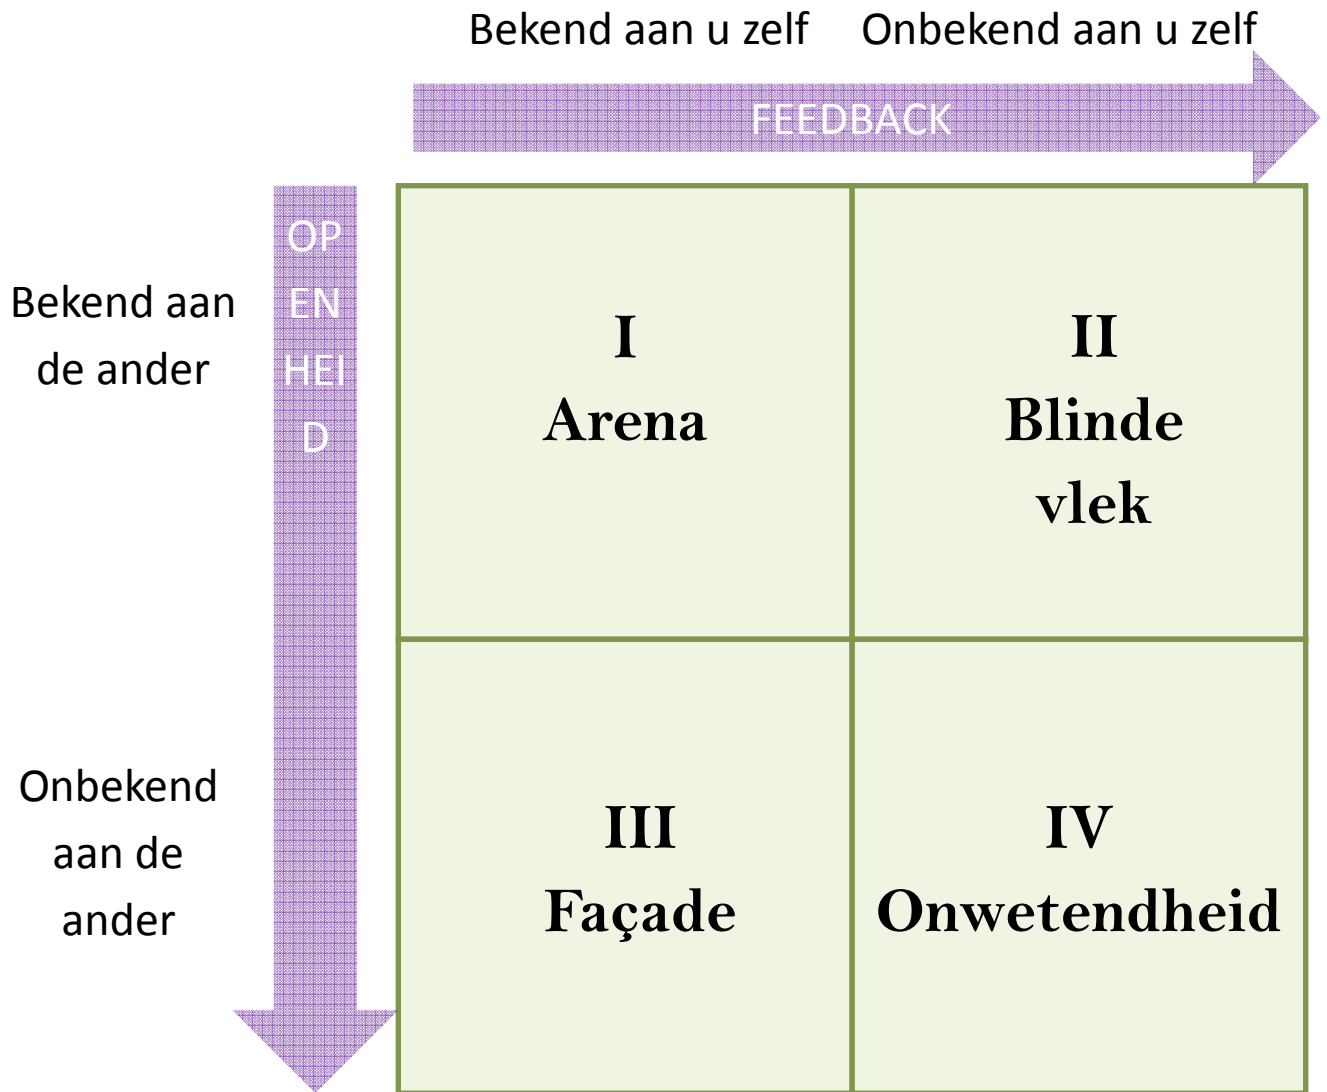 Bekend aan u zelf
Onbekend aan u zelf
FEEDBACK
OP
EN
HEI
D
Bekend aan
de ander
I
Arena
II
Blinde
vlek
Onbekend
aan de
ander
III
Façade
IV
Onwetendheid